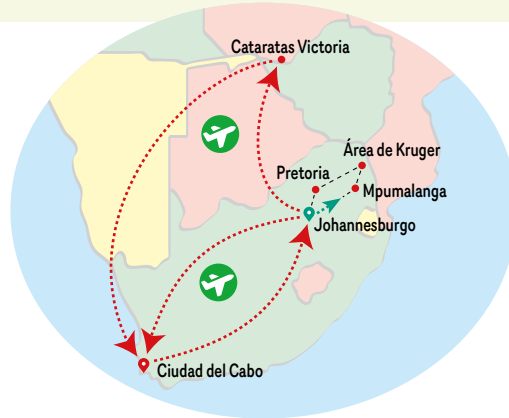 Cataratas Victoria
Área de Kruger
Pretoria
Mpumalanga
Johannesburgo
Ciudad del Cabo